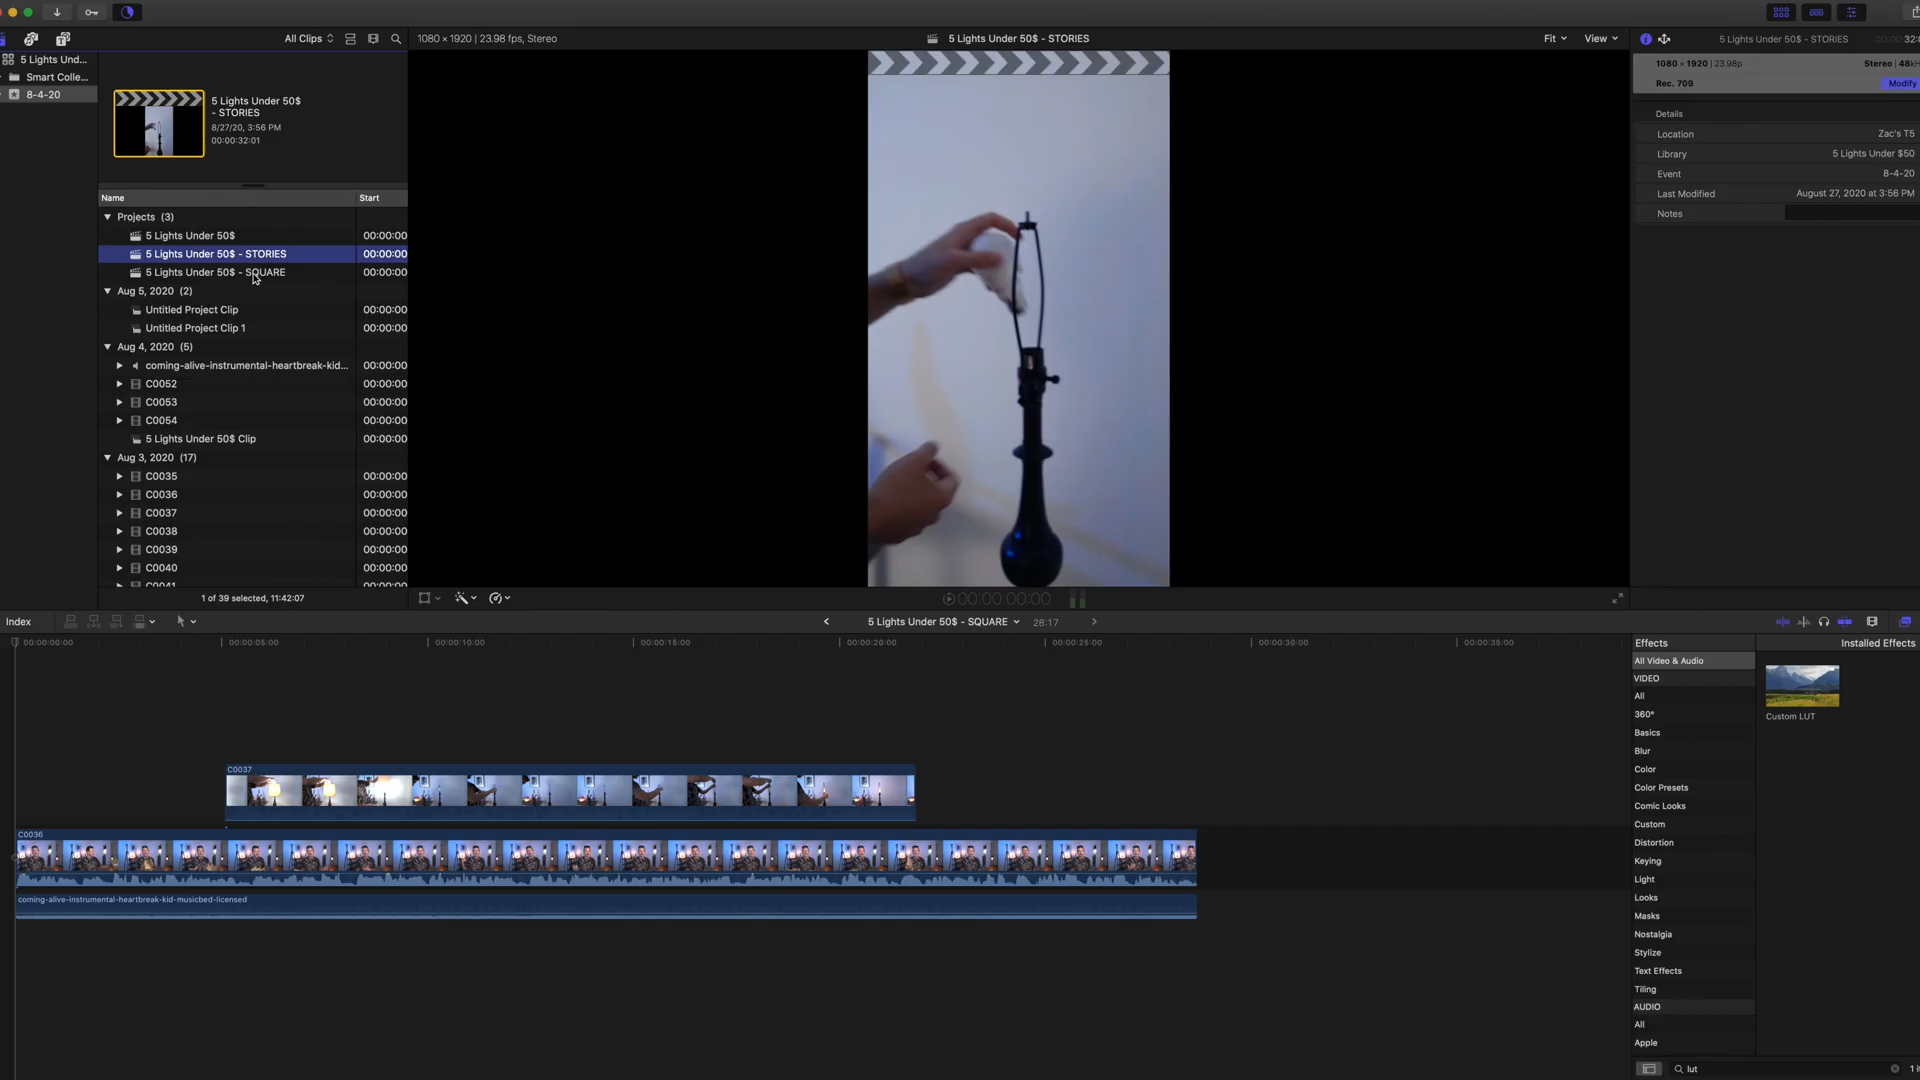 All Clips
1080 × 1920 | 23.98 fps, Stereo
5 Lights Under 50$ - STORIES
Fit
View
5 Lights Under 50$ - STORIES
5 Lights Und...
Smart Colle...
8-4-20
5 Lights Under 50$
- STORIES
8/27/20, 3:56 PM
00:00:32:01
1080 × 1920 | 23.98p
Stereo | 48k
Rec. 709
Modify
Details
Location
Zac's T5
Library
5 Lights Under $50
Event
8-4-20
Last Modified
August 27, 2020 at 3:56 PM
Notes
Name
Start
Projects (3)
5 Lights Under 50$
00:00:00
5 Lights Under 50$ - STORIES
00:00:00
5 Lights Under 50$ - SQUARE
00:00:00
Aug 5, 2020 (2)
Untitled Project Clip
00:00:00
Untitled Project Clip 1
00:00:00
Aug 4, 2020 (5)
coming-alive-instrumental-heartbreak-kid...
00:00:00
C0052
00:00:00
C0053
00:00:00
C0054
00:00:00
5 Lights Under 50$ Clip
00:00:00
Aug 3, 2020 (17)
C0035
00:00:00
C0036
00:00:00
C0037
00:00:00
C0038
00:00:00
C0039
00:00:00
C0040
00:00:00
1 of 39 selected, 11:42:07
00:00:00:00
Index
5 Lights Under 50$ - SQUARE
28:17
00:00:00:00
00:00:05:00
00:00:10:00
00:00:15:00
00:00:20:00
00:00:25:00
00:00:30:00
00:00:35:00
C0037
C0036
coming-alive-instrumental-heartbreak-kid-musicbed-licensed
Effects
Installed Effects
All Video & Audio
VIDEO
All
360°
Basics
Blur
Color
Color Presets
Comic Looks
Custom
Distortion
Keying
Light
Looks
Masks
Nostalgia
Stylize
Text Effects
Tiling
AUDIO
All
Apple
Custom LUT
lut